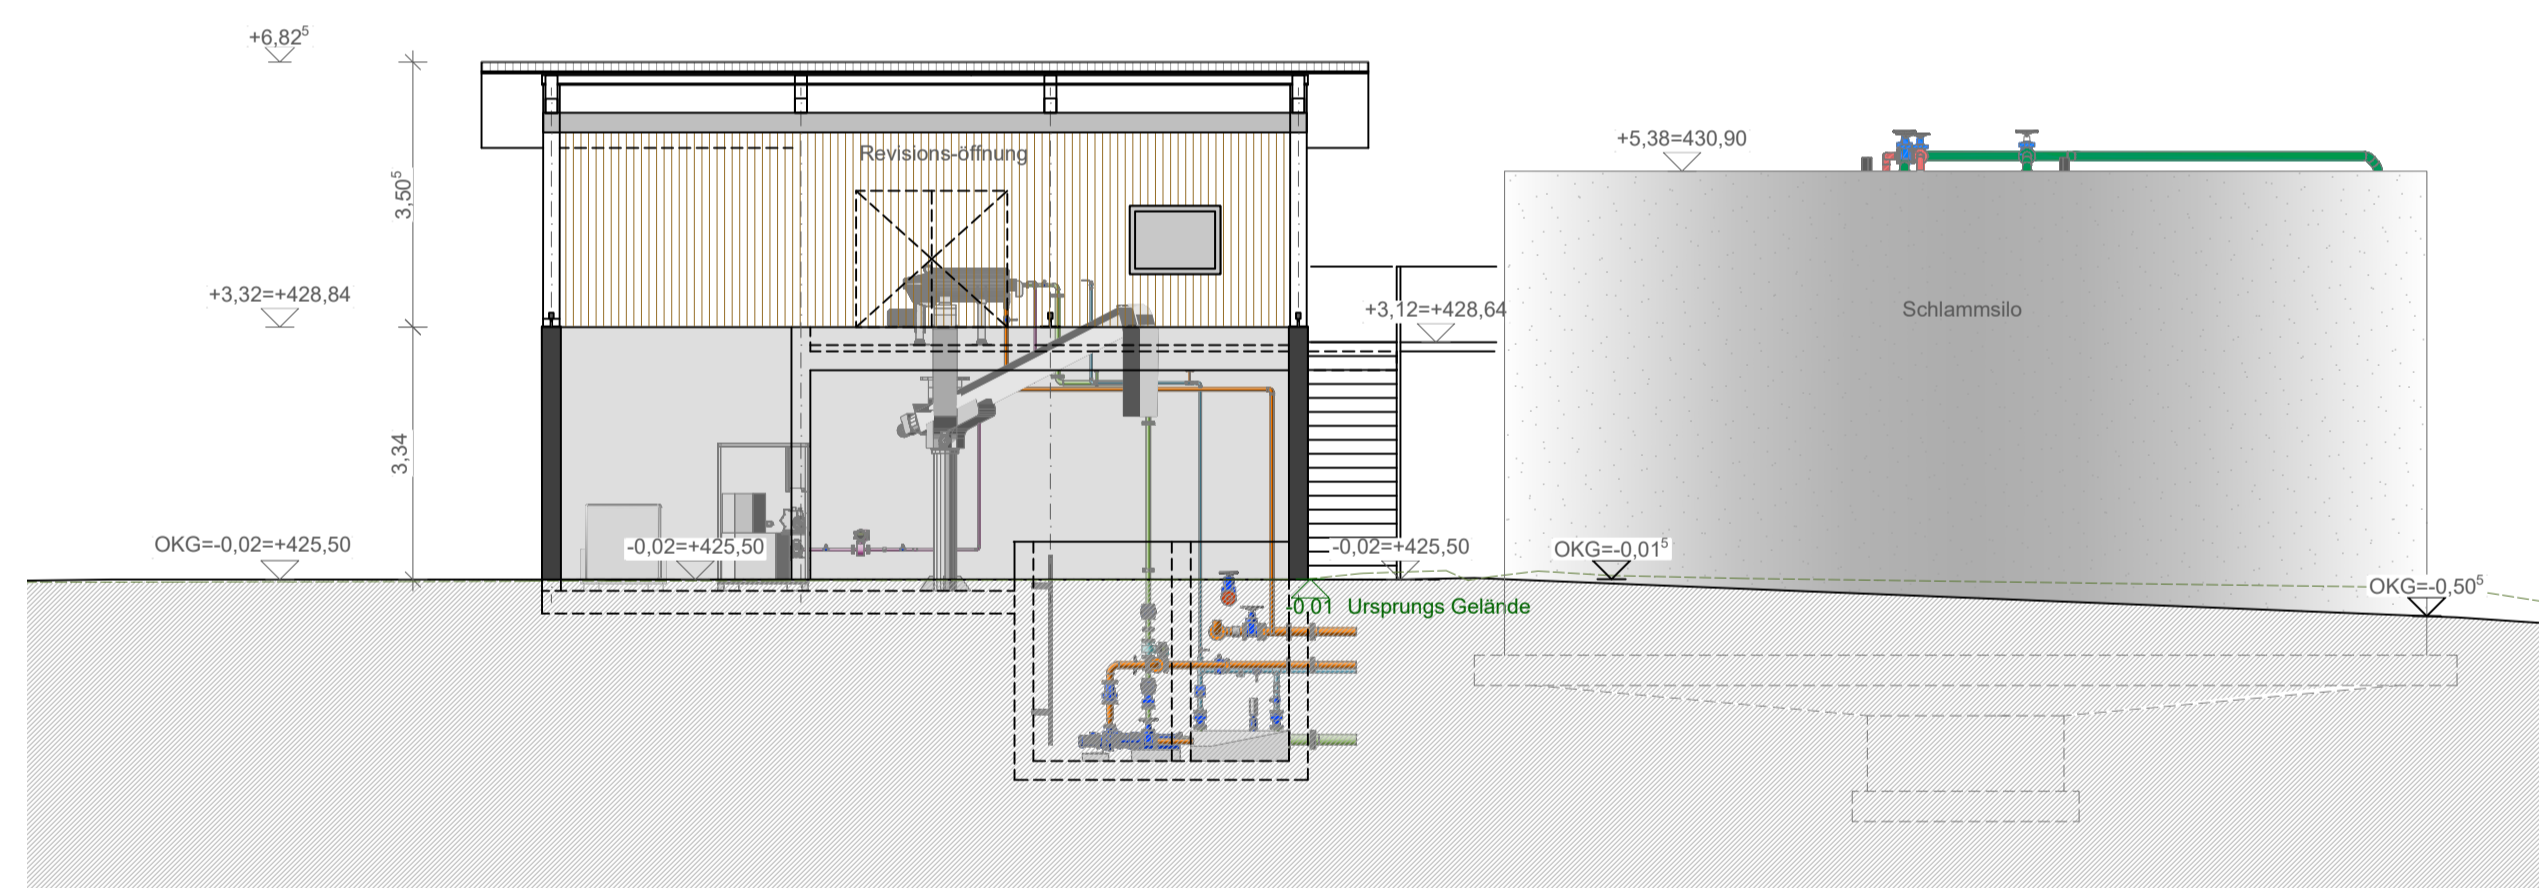 +6,82⁵
+5,38=430,90
Revisions-öffnung
3,50⁵
+3,32=+428,84
+3,12=+428,64
Schlammsilo
3,34
OKG=-0,02=+425,50
-0,02=+425,50
-0,02=+425,50
OKG=-0,01⁵
OKG=-0,50⁵
-0,01 Ursprungs Gelände